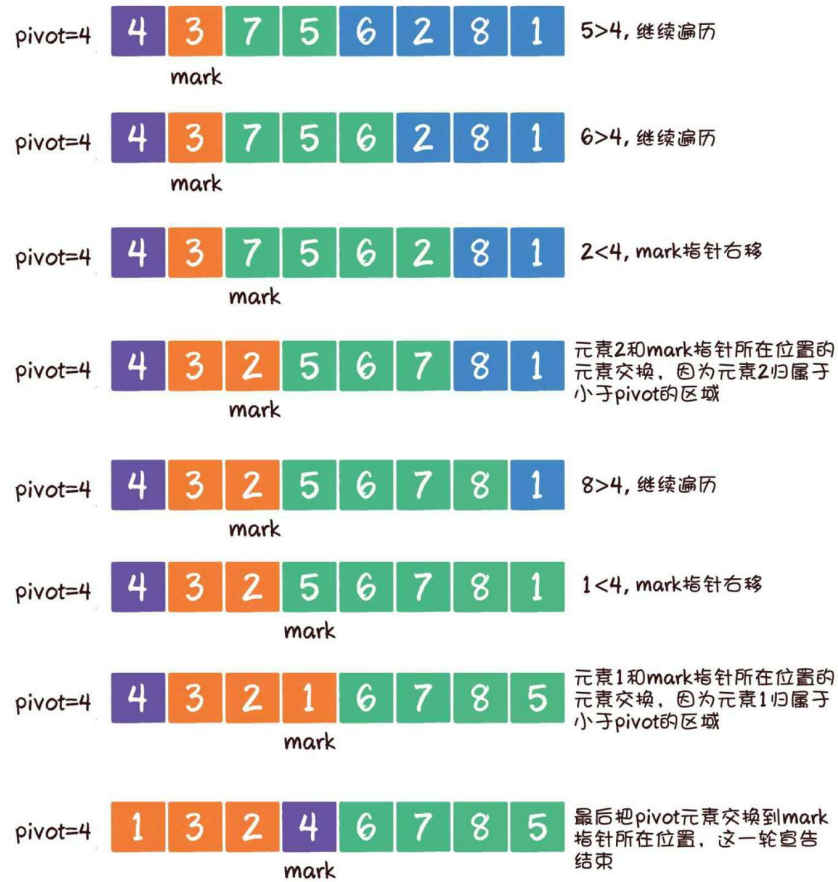 pivot=4 4 3 7 5 6 2 8 1 5>4, 继续遍历
mark
pivot=4 4 3 7 5 6 2 8 1 6>4, 继续遍历
mark
pivot=4 4 3 7 5 6 2 8 1 2<4, mark指针右移
mark
元素2和mark指针所在位置的
pivot=4 4 3 2 5 6 7 8 1 元素交换，因为元素2归属于
小于pivot的区域
mark
pivot=4 4 3 2 5 6 7 8 1 8>4, 继续遍历
mark
pivot=4 4 3 2 5 6 7 8 1 1<4, mark指针右移
mark
元素1和mark指针所在位置的
pivot=4 4 3 2 1 6 7 8 5 元素交换，因为元素1归属于
小于pivot的区域
mark
最后把pivot元素交换到mark
pivot=4 1 3 2 4 6 7 8 5 指针所在位置，这一轮宣告
结束
mark